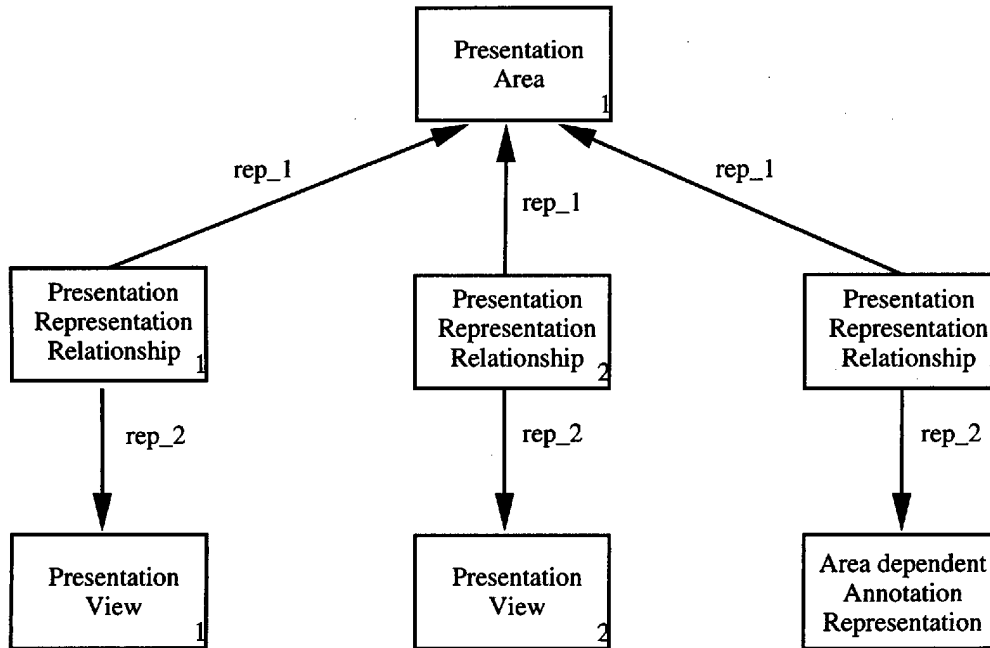 Presentation
Area
1
rep_1
rep_1
rep_1
Presentation
Representation
Relationship
1
Presentation
Representation
Relationship
2
Presentation
Representation
Relationship
rep_2
rep_2
rep_2
Presentation
View
1
Presentation
View
2
Area dependent
Annotation
Representation